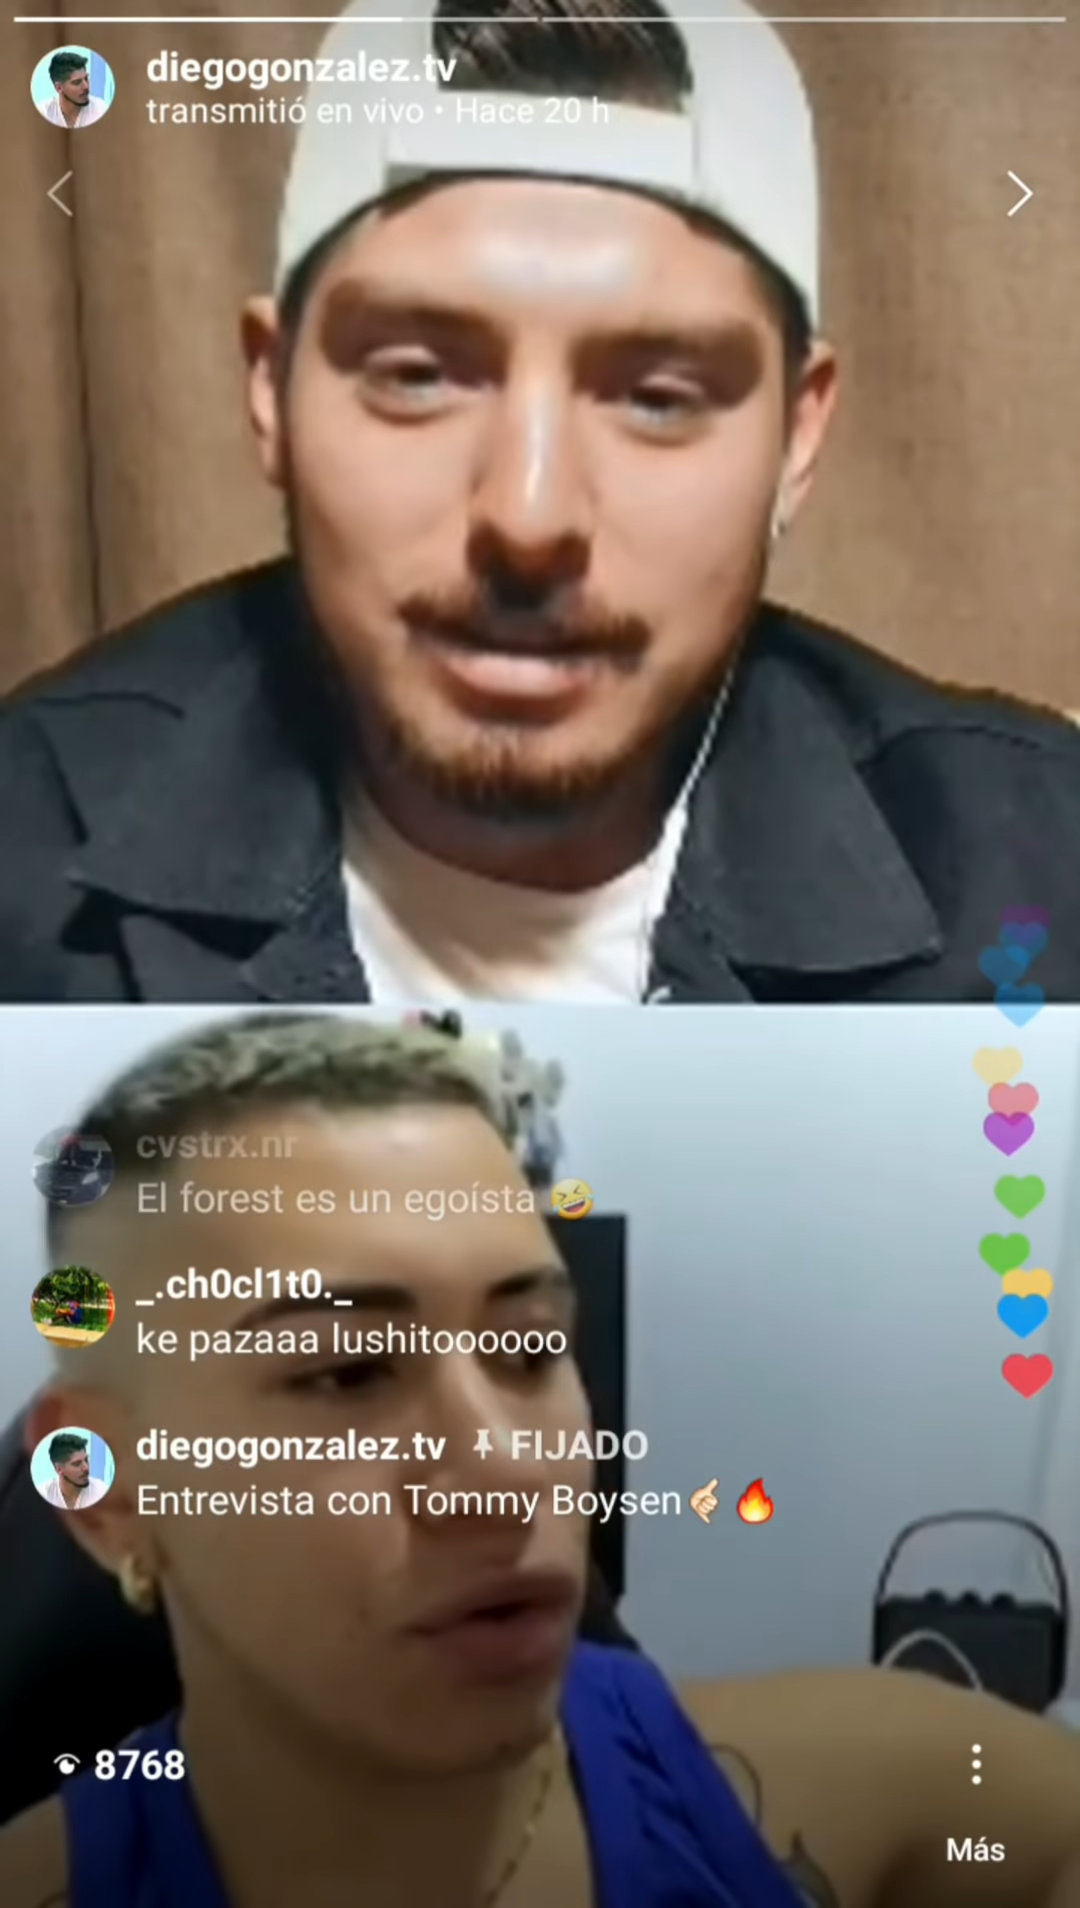 diegogonzalez.tv
transmitió en vivo • Hace 20 h
cvstrx.nr
El forest es un egoísta 🤣
_.ch0cl1t0._
ke pazaaa lushitoooooo
diegogonzalez.tv FIJADO
Entrevista con Tommy Boysen🤙🏻🔥
8768
Más